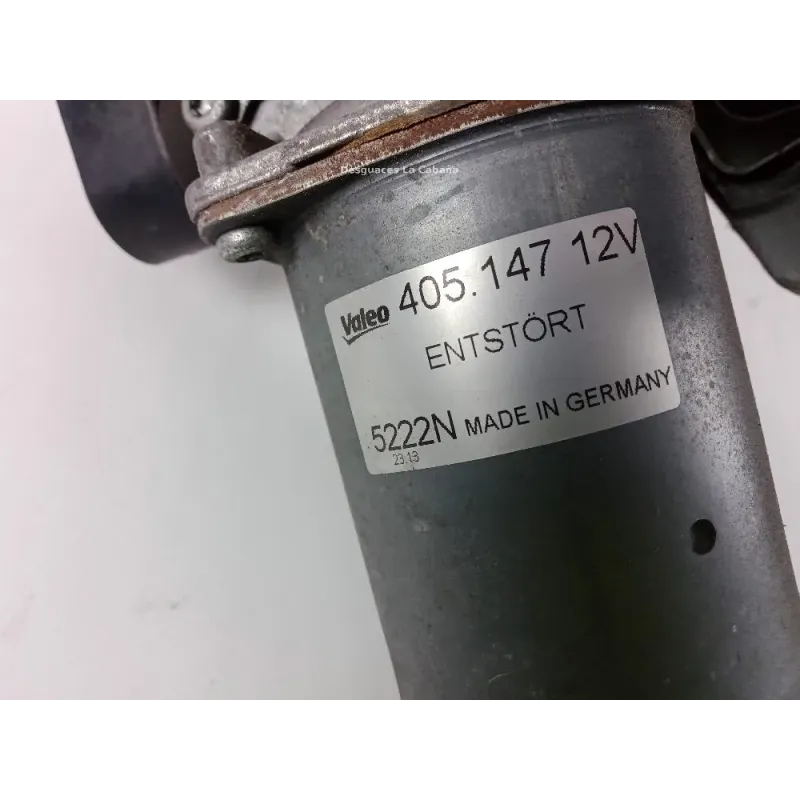 Desguaces La Cabana
Valeo 405.147 12V
ENTSTÖRT
5222N MADE IN GERMANY
23.13